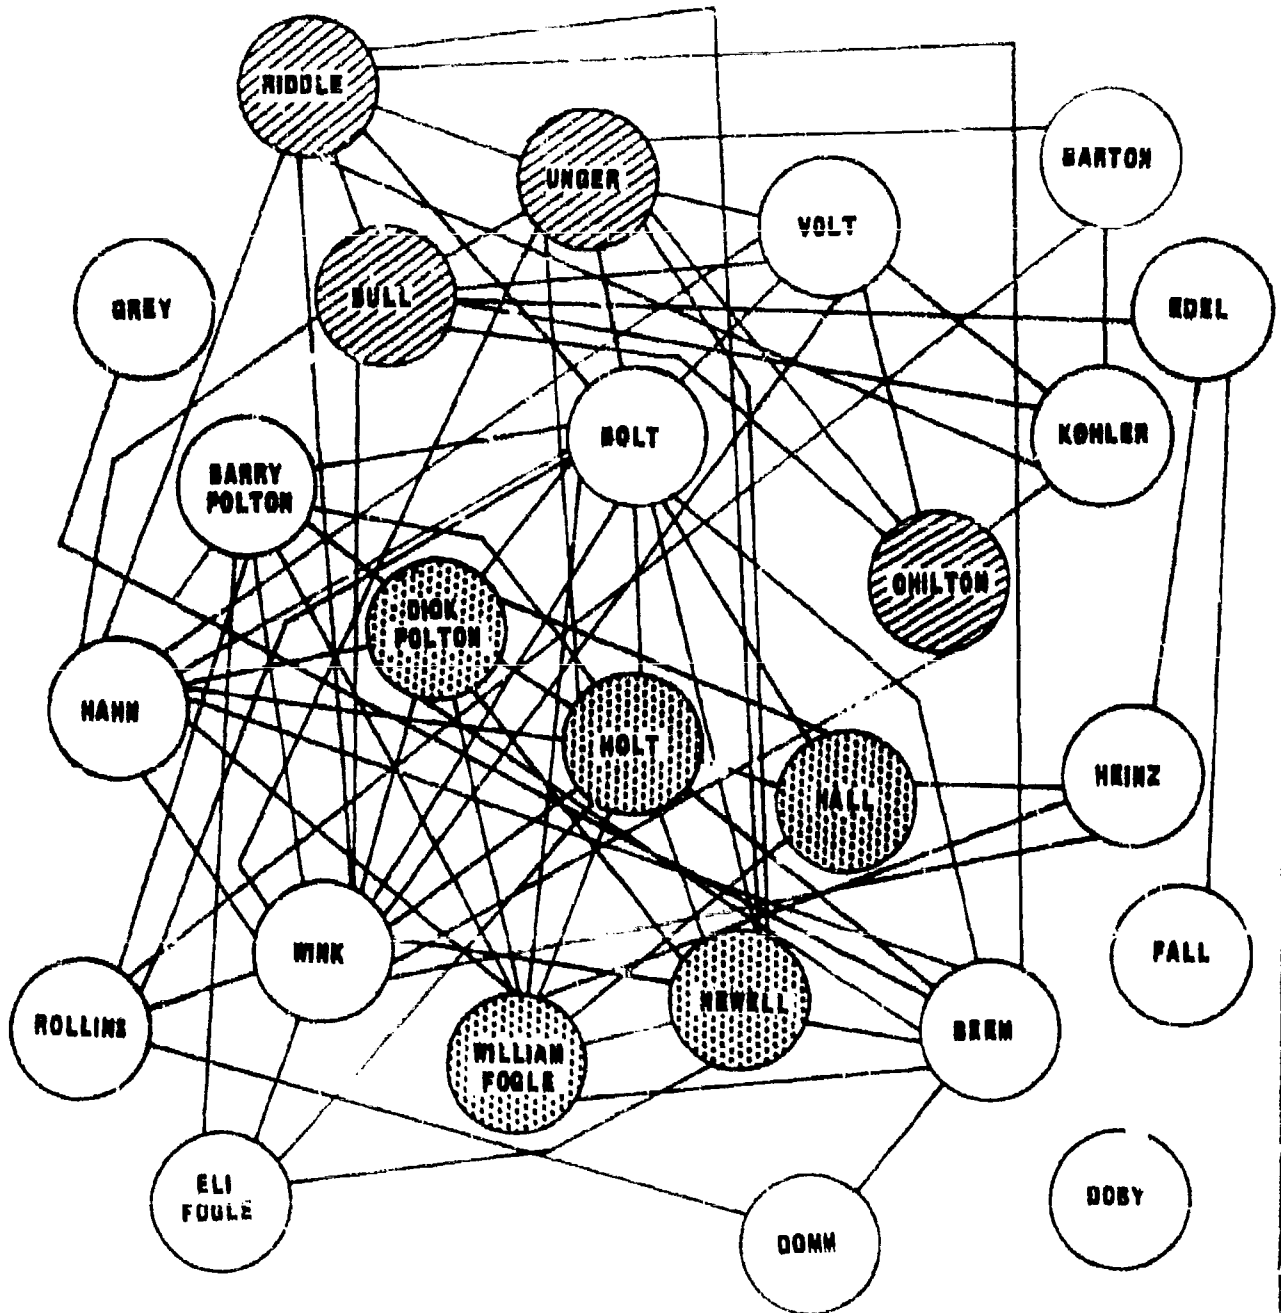 RIDDLE
UNGER
BARTON
VOLT
GREY
BULL
EDEL
BOLT
KOHLER
BARRY
POLTON
CHILTON
DICK
POLTON
HAHN
HOLT
HEINZ
HALL
WINK
FALL
NEWELL
ROLLINS
BEEM
WILLIAM
FOGLE
ELI
FOGLE
DOBY
DOMM